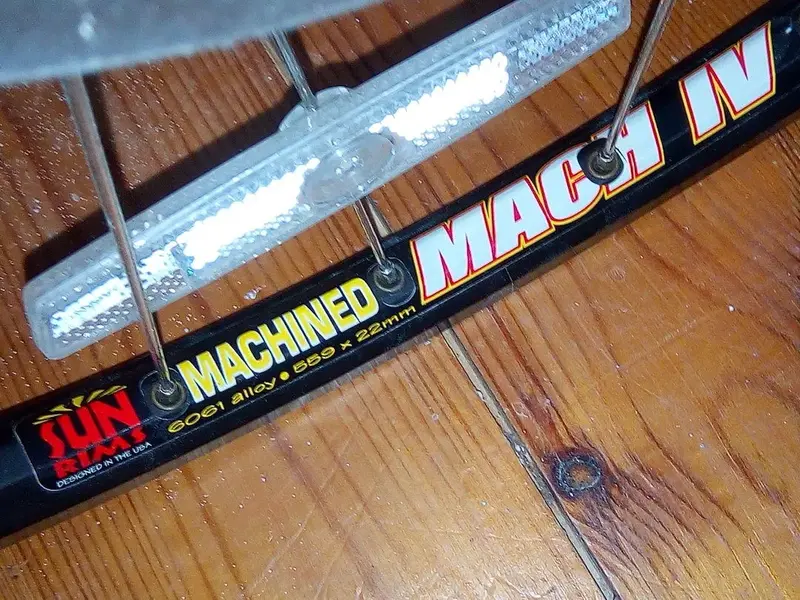 SUN
RIMS
DESIGNED IN THE USA
MACHINED
6061 alloy • 559 x 22mm
MACH IV